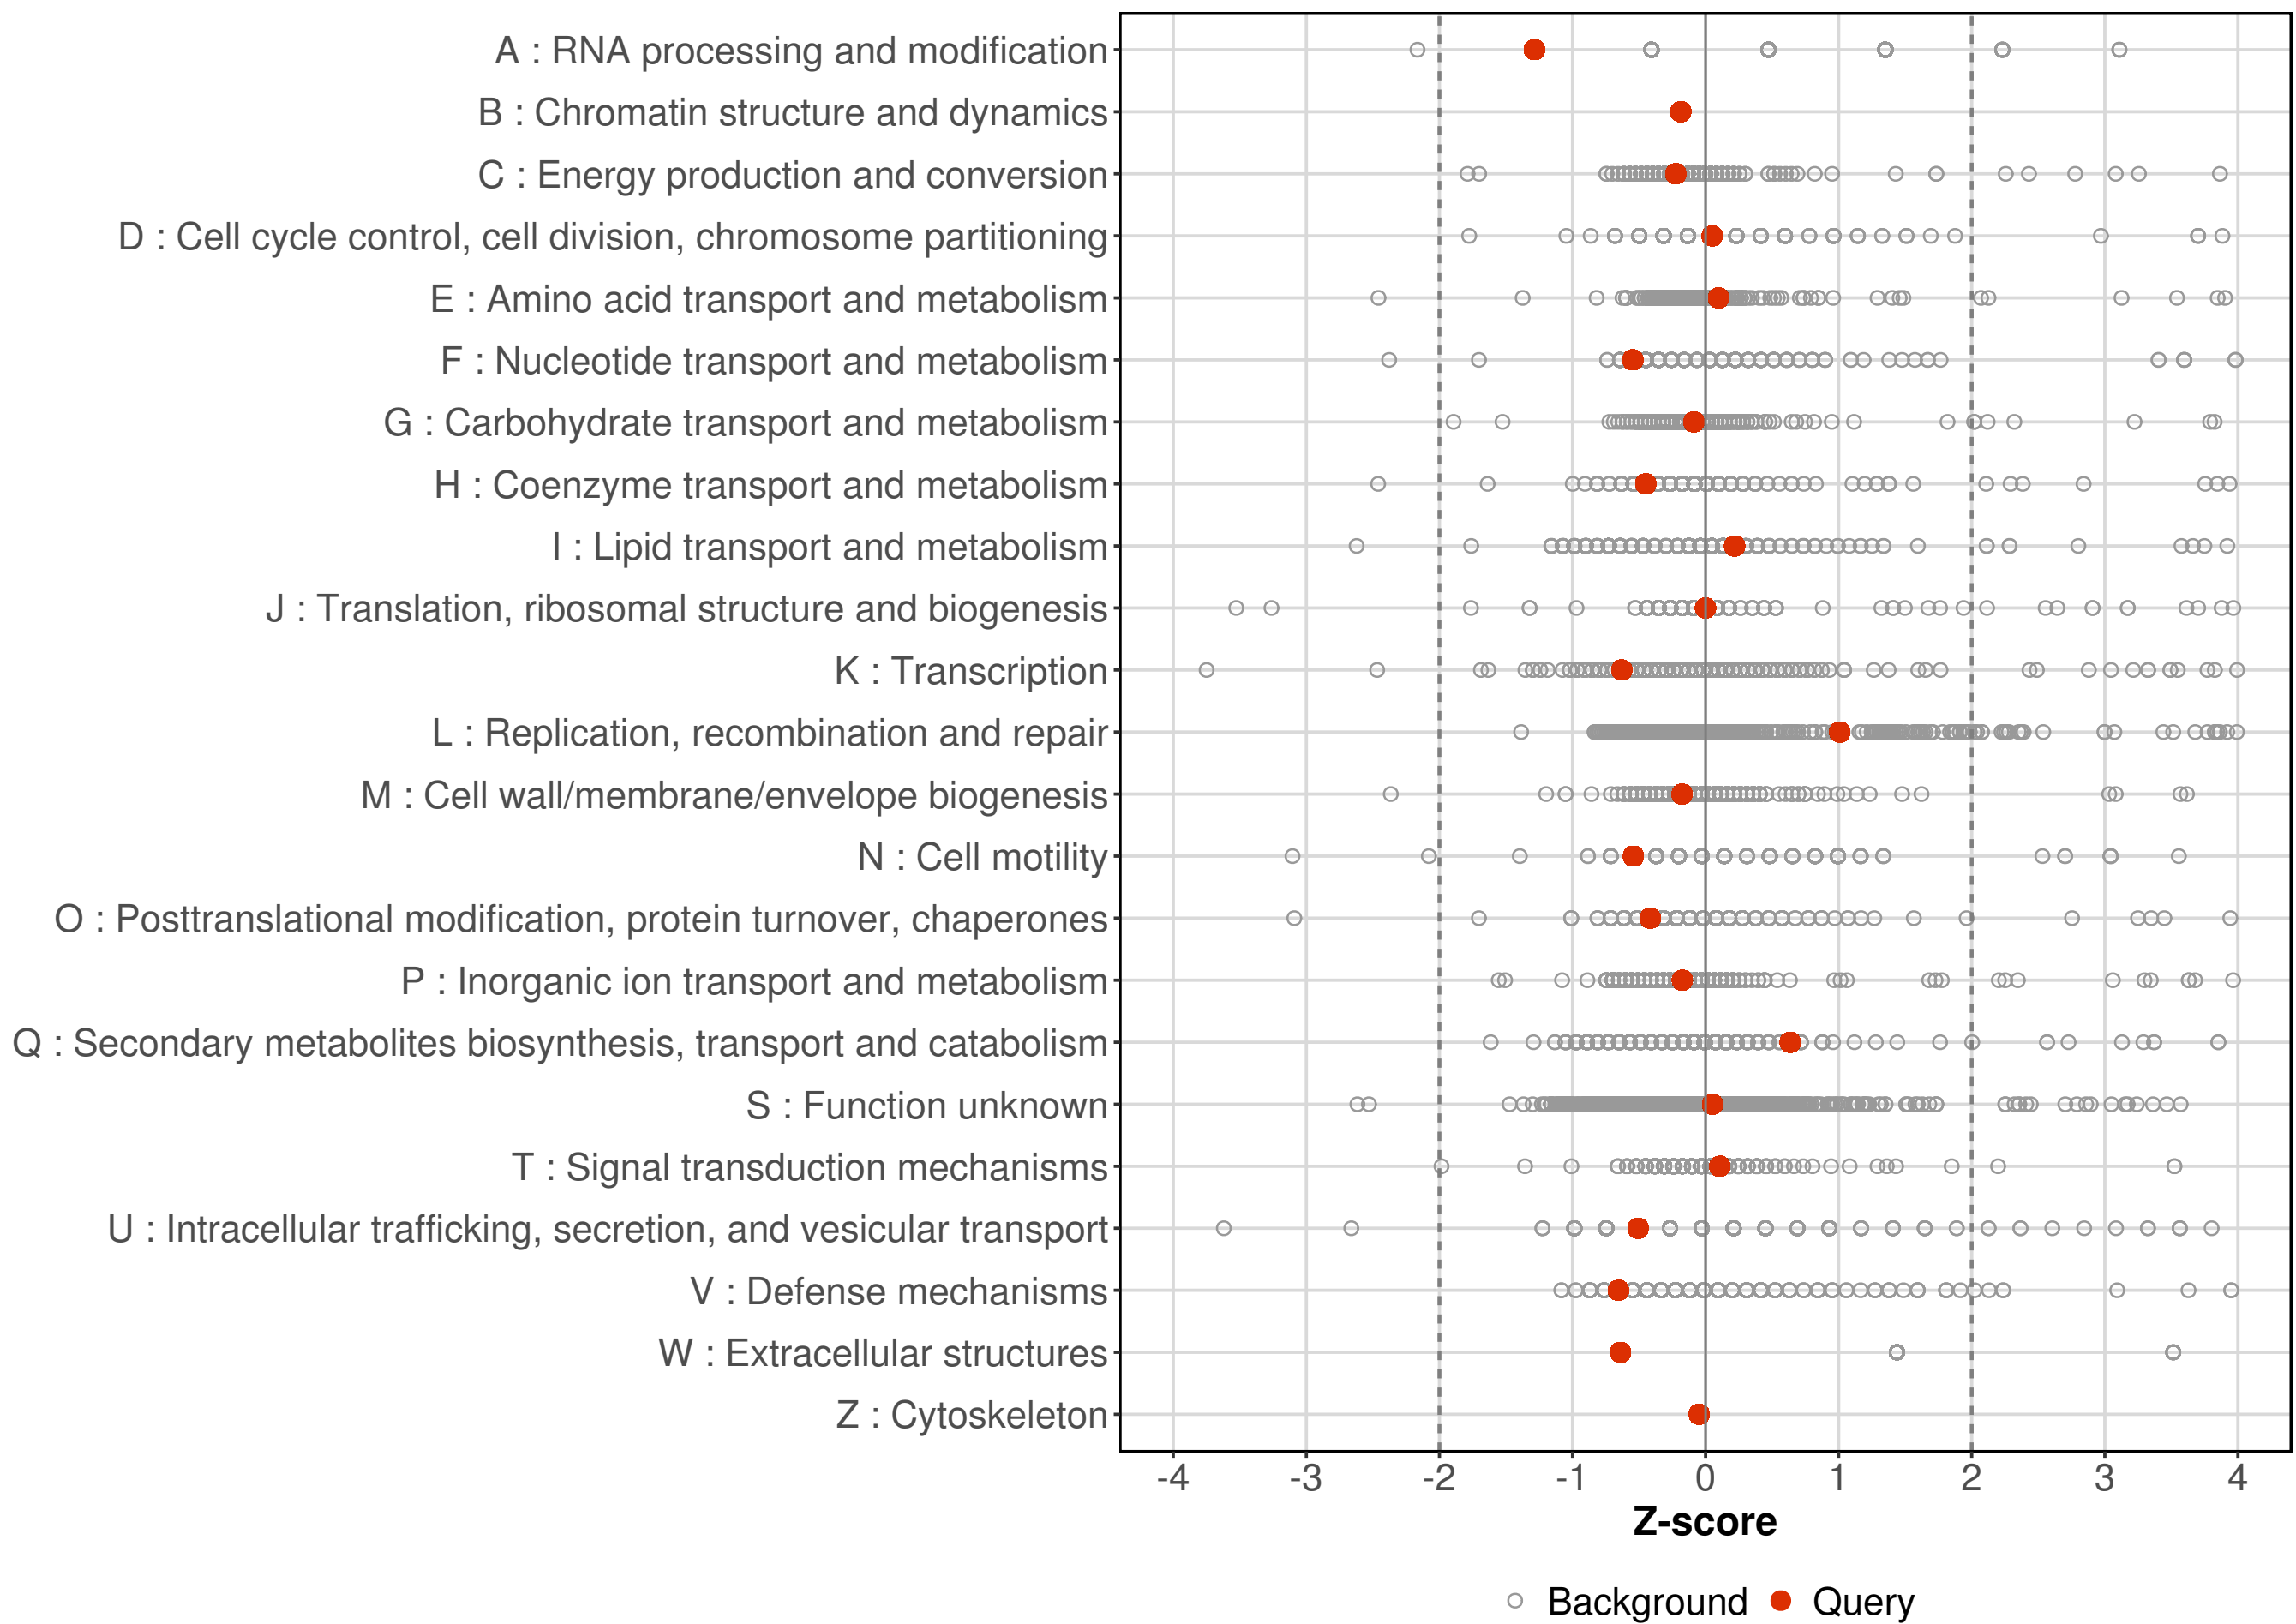 A : RNA processing and modification
B : Chromatin structure and dynamics
C : Energy production and conversion
D : Cell cycle control, cell division, chromosome partitioning
E : Amino acid transport and metabolism
F : Nucleotide transport and metabolism
G : Carbohydrate transport and metabolism
H : Coenzyme transport and metabolism
I : Lipid transport and metabolism
J : Translation, ribosomal structure and biogenesis
K : Transcription
L : Replication, recombination and repair
M : Cell wall/membrane/envelope biogenesis
N : Cell motility
O : Posttranslational modification, protein turnover, chaperones
P : Inorganic ion transport and metabolism
Q : Secondary metabolites biosynthesis, transport and catabolism
S : Function unknown
T : Signal transduction mechanisms
U : Intracellular trafficking, secretion, and vesicular transport
V : Defense mechanisms
W : Extracellular structures
Z : Cytoskeleton
-4 -3 -2 -1 0 1 2 3 4
Z-score
Background Query